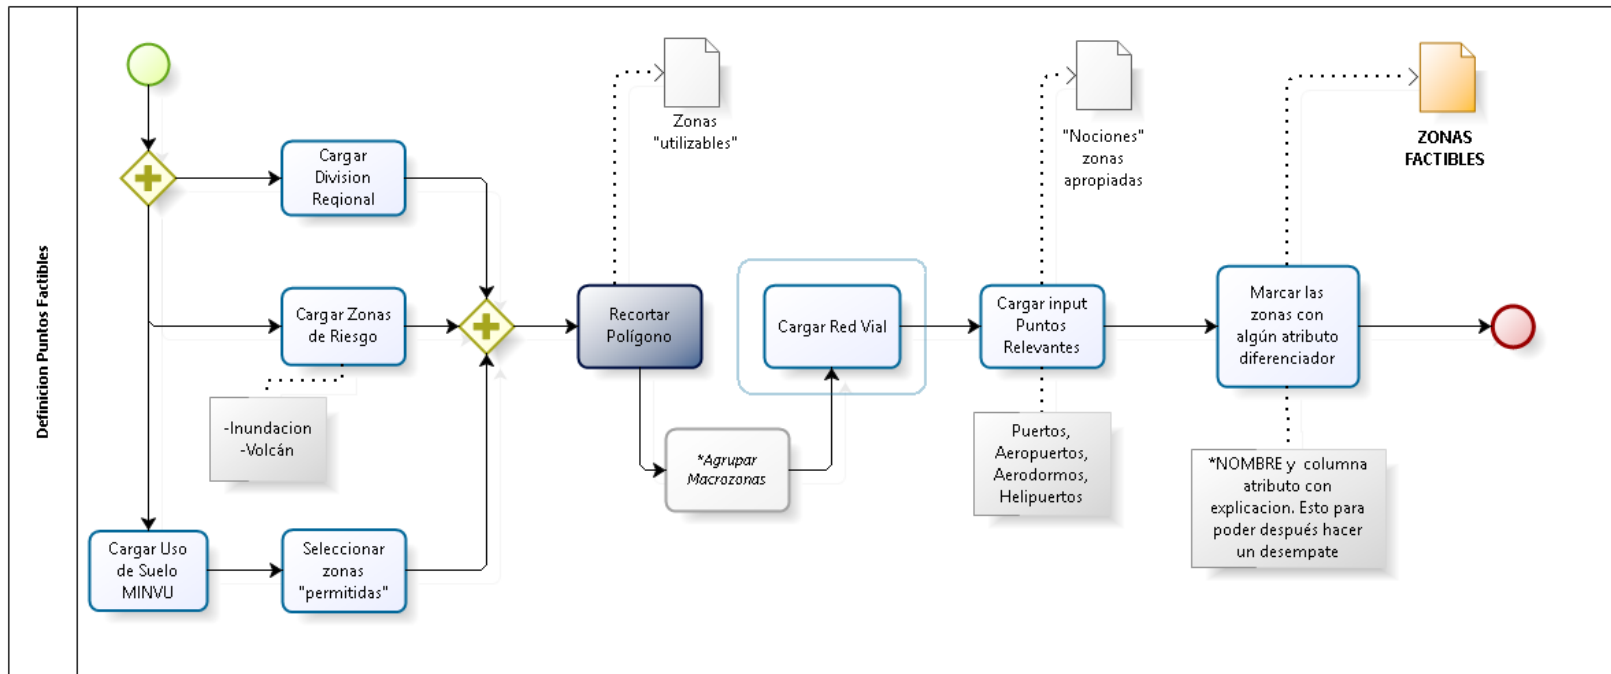 Definicion Puntos Factibles
Cargar
Division
Regional
Cargar Zonas
de Riesgo
-Inundacion
-Volcán
Cargar Uso
de Suelo
MINVU
Seleccionar
zonas
"permitidas"
Zonas
"utilizables"
Recortar
Polígono
*Agrupar
Macrozonas
Cargar Red Vial
"Nociones"
zonas
apropiadas
Cargar input
Puntos
Relevantes
Puertos,
Aeropuertos,
Aerodormos,
Helipuertos
ZONAS
FACTIBLES
Marcar las
zonas con
algún atributo
diferenciador
*NOMBRE y columna
atributo con
explicacion. Esto para
poder después hacer
un desempate